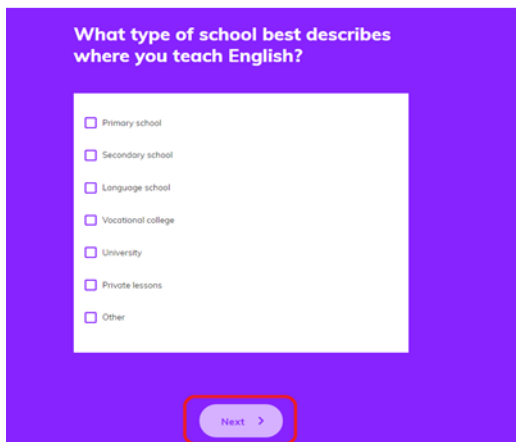 What type of school best describes
where you teach English?
Primary school
Secondary school
Language school
Vocational college
University
Private lessons
Other
Next